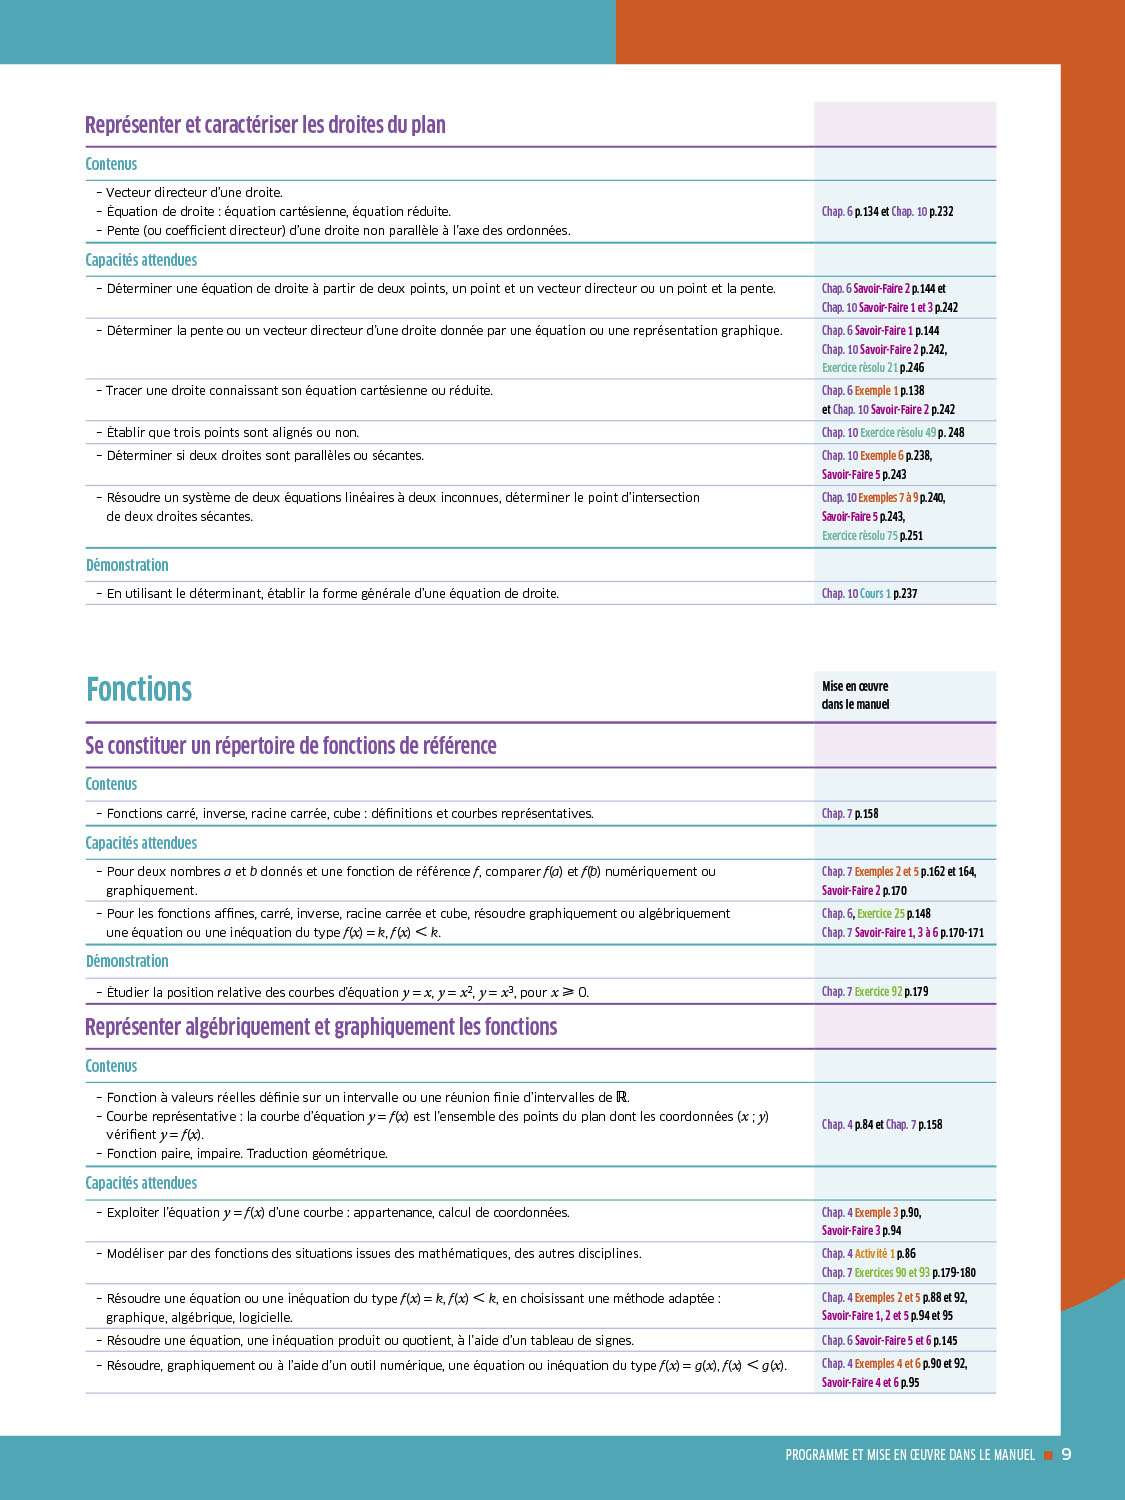 Représenter et caractériser les droites du plan
Contenus
– Vecteur directeur d'une droite.
– Équation de droite : équation cartésienne, équation réduite.
– Pente (ou coefficient directeur) d'une droite non parallèle à l'axe des ordonnées.
Chap. 6 p.134 et Chap. 10 p.232
Capacités attendues
– Déterminer une équation de droite à partir de deux points, un point et un vecteur directeur ou un point et la pente.
Chap. 6 Savoir-Faire 2 p.144 et
Chap. 10 Savoir-Faire 1 et 3 p.242
– Déterminer la pente ou un vecteur directeur d'une droite donnée par une équation ou une représentation graphique.
Chap. 6 Savoir-Faire 1 p.144
Chap. 10 Savoir-Faire 2 p.242,
Exercice résolu 21 p.246
– Tracer une droite connaissant son équation cartésienne ou réduite.
Chap. 6 Exemple 1 p.138
et Chap. 10 Savoir-Faire 2 p.242
– Établir que trois points sont alignés ou non.
Chap. 10 Exercice résolu 49 p. 248
– Déterminer si deux droites sont parallèles ou sécantes.
Chap. 10 Exemple 6 p.238,
Savoir-Faire 5 p.243
– Résoudre un système de deux équations linéaires à deux inconnues, déterminer le point d'intersection
de deux droites sécantes.
Chap. 10 Exemples 7 à 9 p.240,
Savoir-Faire 5 p.243,
Exercice résolu 75 p.251
Démonstration
– En utilisant le déterminant, établir la forme générale d'une équation de droite.
Chap. 10 Cours 1 p.237
Fonctions
Mise en œuvre
dans le manuel
Se constituer un répertoire de fonctions de référence
Contenus
– Fonctions carré, inverse, racine carrée, cube : définitions et courbes représentatives.
Chap. 7 p.158
Capacités attendues
– Pour deux nombres a et b donnés et une fonction de référence f, comparer f(a) et f(b) numériquement ou
graphiquement.
Chap. 7 Exemples 2 et 5 p.162 et 164,
Savoir-Faire 2 p.170
– Pour les fonctions affines, carré, inverse, racine carrée et cube, résoudre graphiquement ou algébriquement
une équation ou une inéquation du type f(x) = k, f(x) < k.
Chap. 6, Exercice 25 p.148
Chap. 7 Savoir-Faire 1, 3 à 6 p.170-171
Démonstration
– Étudier la position relative des courbes d'équation y = x, y = x², y = x³, pour x ⩾ 0.
Chap. 7 Exercice 92 p.179
Représenter algébriquement et graphiquement les fonctions
Contenus
– Fonction à valeurs réelles définie sur un intervalle ou une réunion finie d'intervalles de ℝ.
– Courbe représentative : la courbe d'équation y = f(x) est l'ensemble des points du plan dont les coordonnées (x ; y)
vérifient y = f(x).
– Fonction paire, impaire. Traduction géométrique.
Chap. 4 p.84 et Chap. 7 p.158
Capacités attendues
– Exploiter l'équation y = f(x) d'une courbe : appartenance, calcul de coordonnées.
Chap. 4 Exemple 3 p.90,
Savoir-Faire 3 p.94
– Modéliser par des fonctions des situations issues des mathématiques, des autres disciplines.
Chap. 4 Activité 1 p.86
Chap. 7 Exercices 90 et 93 p.179-180
– Résoudre une équation ou une inéquation du type f(x) = k, f(x) < k, en choisissant une méthode adaptée :
graphique, algébrique, logicielle.
Chap. 4 Exemples 2 et 5 p.88 et 92,
Savoir-Faire 1, 2 et 5 p.94 et 95
– Résoudre une équation, une inéquation produit ou quotient, à l'aide d'un tableau de signes.
Chap. 6 Savoir-Faire 5 et 6 p.145
– Résoudre, graphiquement ou à l'aide d'un outil numérique, une équation ou inéquation du type f(x) = g(x), f(x) < g(x).
Chap. 4 Exemples 4 et 6 p.90 et 92,
Savoir-Faire 4 et 6 p.95
PROGRAMME ET MISE EN ŒUVRE DANS LE MANUEL ■ 9